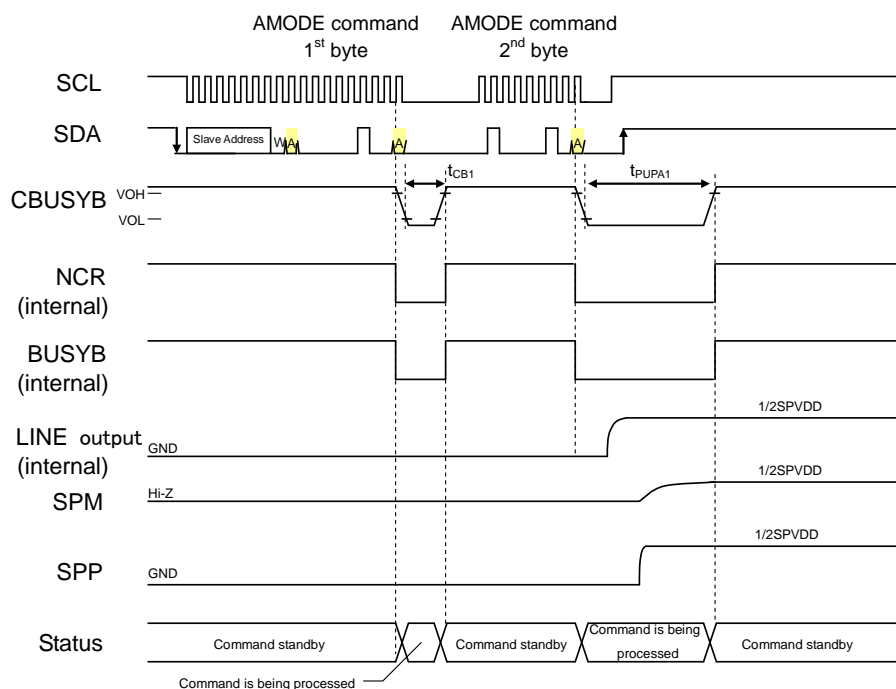 AMODE command
1st byte
AMODE command
2nd byte
SCL
SDA
Slave Address
W
A
A
A
tCB1
tPUPA1
CBUSYB
VOH
VOL
NCR
(internal)
BUSYB
(internal)
1/2SPVDD
LINE output
(internal)
GND
1/2SPVDD
Hi-Z
SPM
1/2SPVDD
SPP
GND
Status
Command standby
Command standby
Command is being
processed
Command standby
Command is being processed